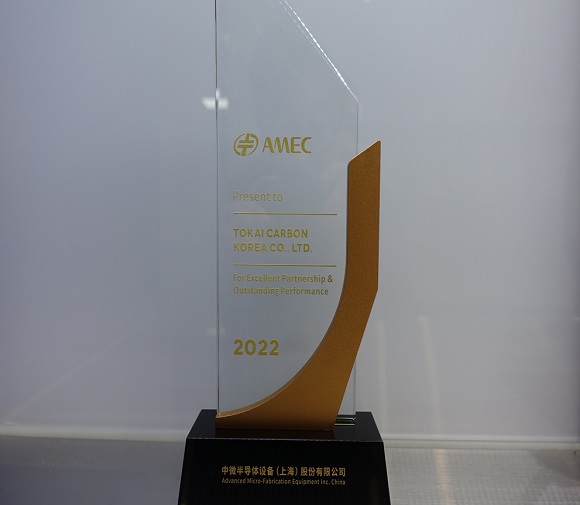 AMEC
Present to
TOKAI CARBON
KOREA CO., LTD.
For Excellent Partnership &
Outstanding Performance
2022
中微半导体设备（上海）股份有限公司
Advanced Micro-Fabrication Equipment Inc. China